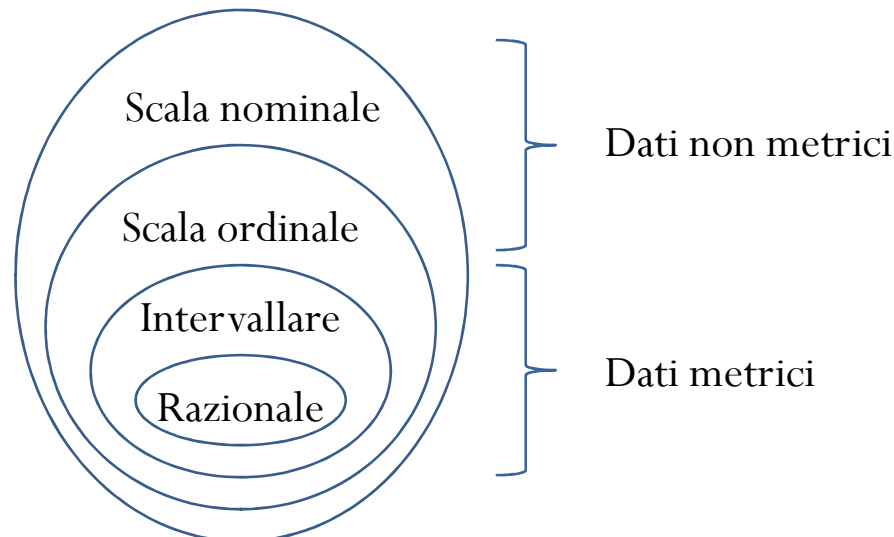 Scala nominale
Dati non metrici
Scala ordinale
Intervallare
Dati metrici
Razionale